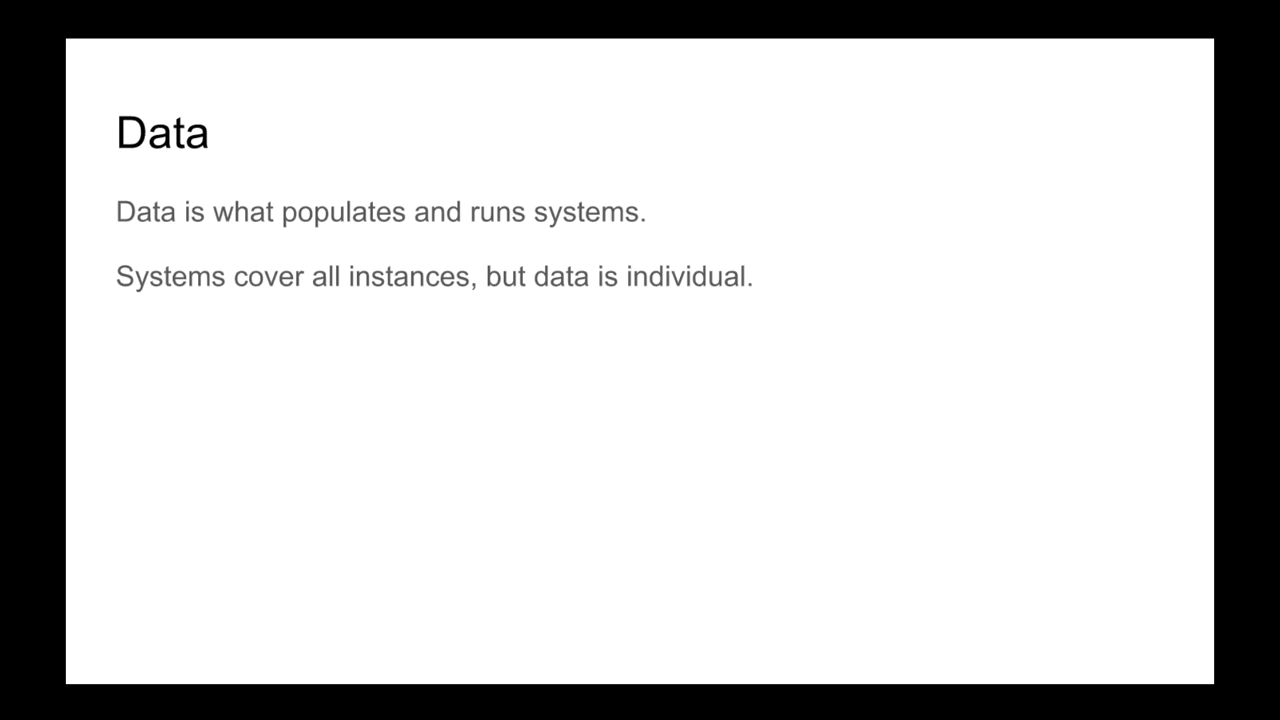 Data
Data is what populates and runs systems.
Systems cover all instances, but data is individual.